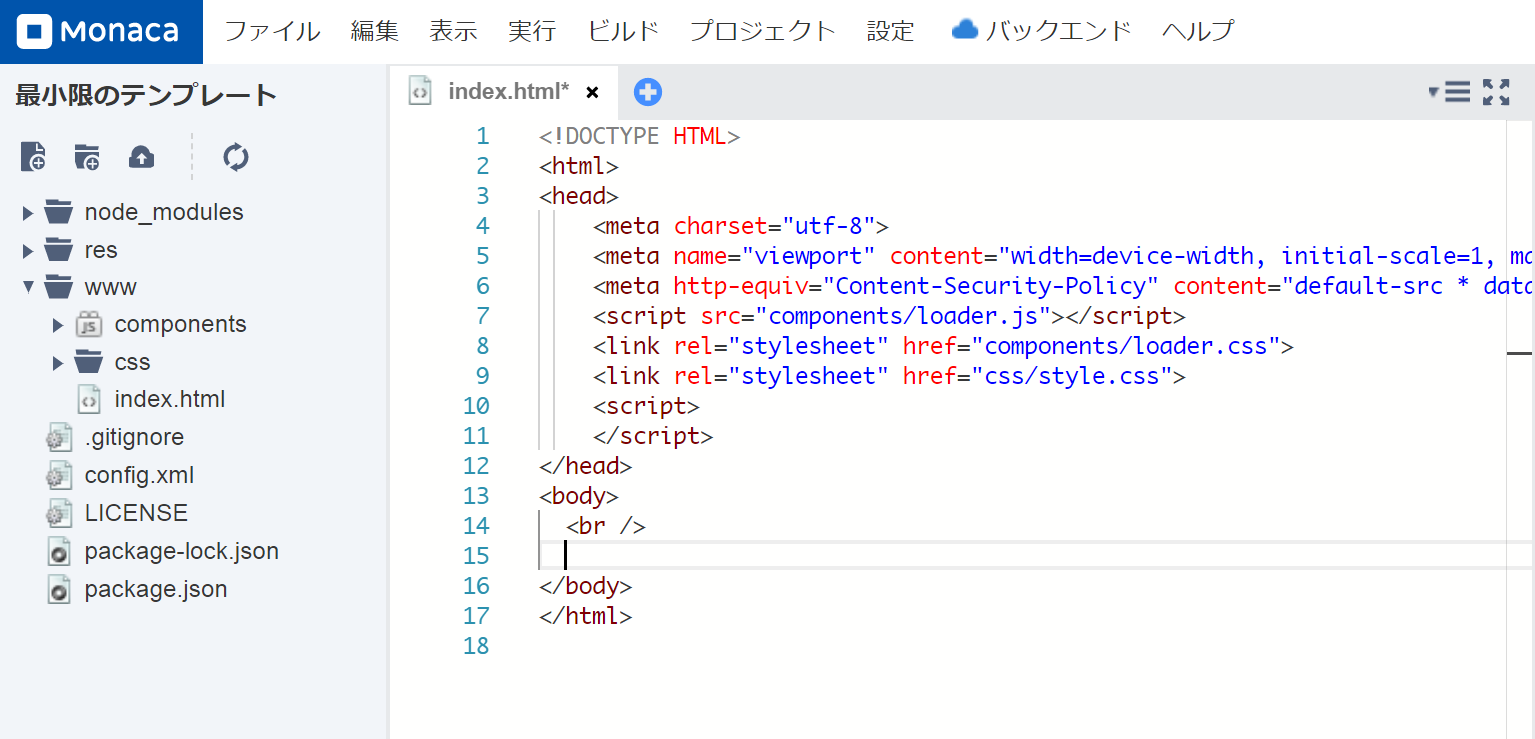 Monaca ファイル 編集 表示 実行 ビルド プロジェクト 設定 バックエンド ヘルプ
最小限のテンプレート
node_modules
res
www
components
JS
css
index.html
.gitignore
config.xml
LICENSE
package-lock.json
package.json
index.html*
1 <!DOCTYPE HTML>
2 <html>
3 <head>
4 <meta charset="utf-8">
5 <meta name="viewport" content="width=device-width, initial-scale=1, ma
6 <meta http-equiv="Content-Security-Policy" content="default-src * data
7 <script src="components/loader.js"></script>
8 <link rel="stylesheet" href="components/loader.css">
9 <link rel="stylesheet" href="css/style.css">
10 <script>
11 </script>
12 </head>
13 <body>
14 <br />
15
16 </body>
17 </html>
18